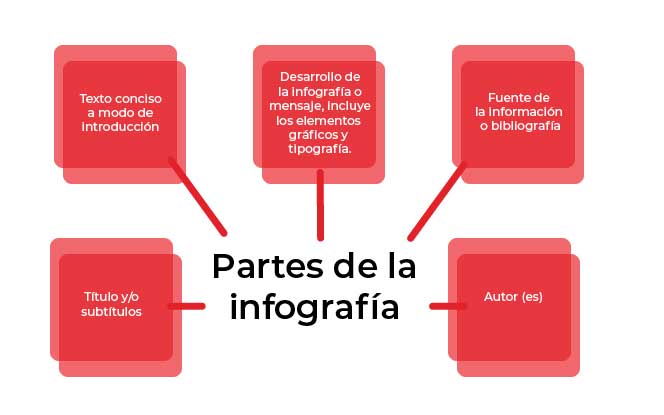 Texto conciso
a modo de
introducción
Desarrollo de
la infografía o
mensaje, incluye
los elementos
gráficos y
tipografía.
Fuente de
la información
o bibliografía
Partes de la
infografía
Título y/o
subtítulos
Autor (es)